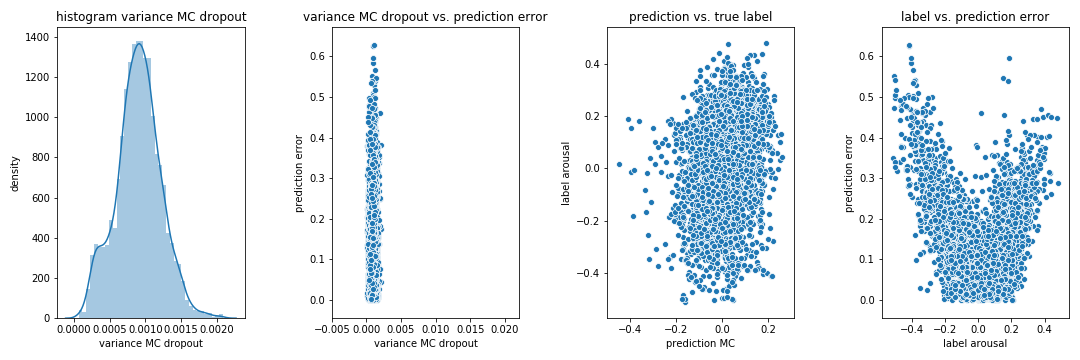 histogram variance MC dropout
1400
1200
1000
800
600
400
200
0
density
0.0000 0.0005 0.0010 0.0015 0.0020
variance MC dropout
variance MC dropout vs. prediction error
0.6
0.5
0.4
0.3
0.2
0.1
0.0
prediction error
−0.005 0.000 0.005 0.010 0.015 0.020
variance MC dropout
prediction vs. true label
0.4
0.2
0.0
−0.2
−0.4
label arousal
−0.4 −0.2 0.0 0.2
prediction MC
label vs. prediction error
0.6
0.5
0.4
0.3
0.2
0.1
0.0
prediction error
−0.4 −0.2 0.0 0.2 0.4
label arousal